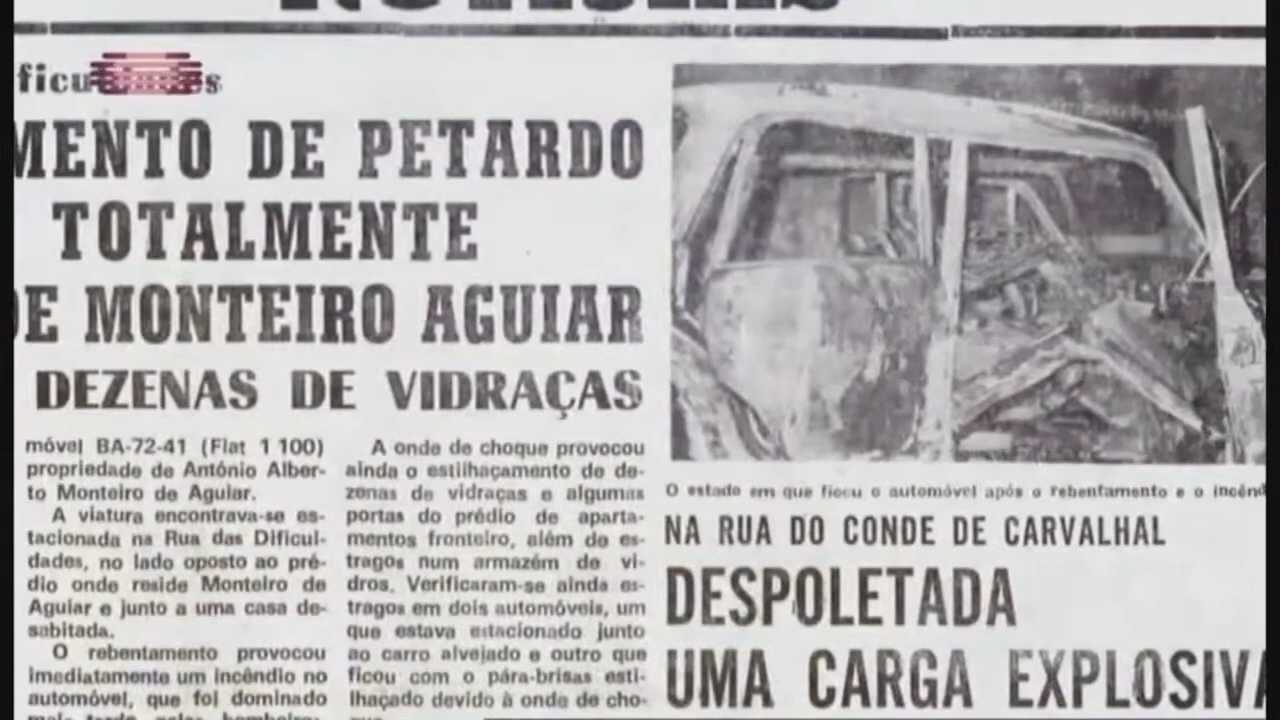 MENTO DE PETARDO
TOTALMENTE
DE MONTEIRO AGUIAR
DEZENAS DE VIDRAÇAS
móvel BA-72-41 (Fiat 1 100)
propriedade de António Alber-
to Monteiro de Aguiar.
A viatura encontrava-se es-
tacionada na Rua das Dificul-
dades, no lado oposto ao pré-
dio onde reside Monteiro de
Aguiar e junto a uma casa de-
sabitada.
O rebentamento provocou
imediatamente um incêndio no
automóvel, que foi dominado
A onde de choque provocou
ainda o estilhaçamento de de-
zenas de vidraças e algumas
portas do prédio de aparta-
mentos fronteiro, além de es-
tragos num armazém de vi-
dros. Verificaram-se ainda es-
tragos em dois automóveis, um
que estava estacionado junto
ao carro alvejado e outro que
ficou com o pára-brisas esti-
lhaçado devido à onde de cho-
que
O estado em que ficou o automóvel após o rebentamento e o incênd
NA RUA DO CONDE DE CARVALHAL
DESPOLETADA
UMA CARGA EXPLOSIVA